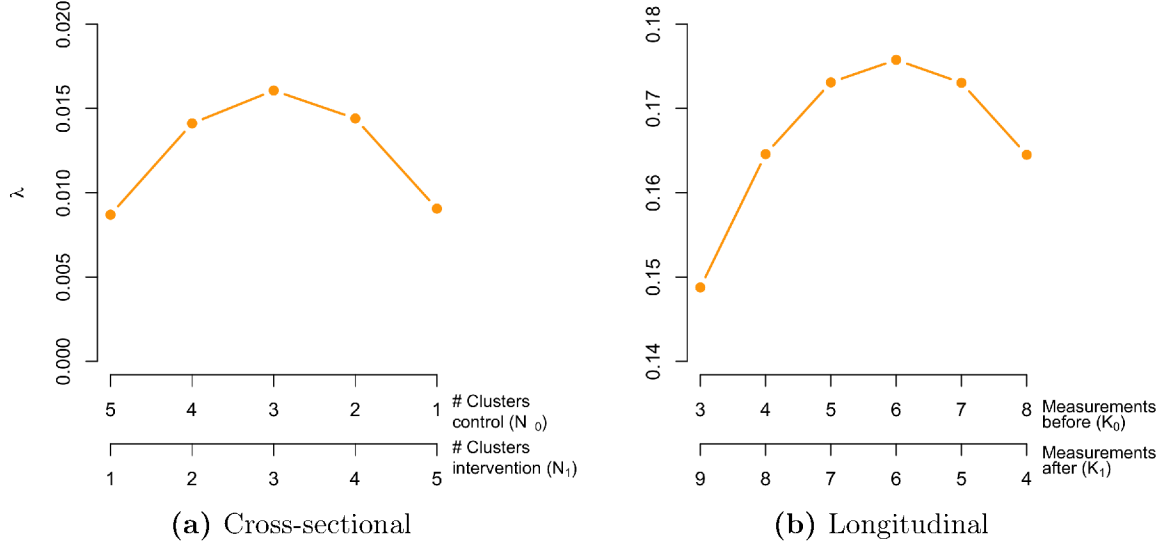 0.020
0.015
0.010
0.005
0.000
λ
5 4 3 2 1
# Clusters
control (N_0)
1 2 3 4 5
# Clusters
intervention (N₁)
(a) Cross-sectional
0.18
0.17
0.16
0.15
0.14
3 4 5 6 7 8
Measurements
before (K₀)
9 8 7 6 5 4
Measurements
after (K₁)
(b) Longitudinal